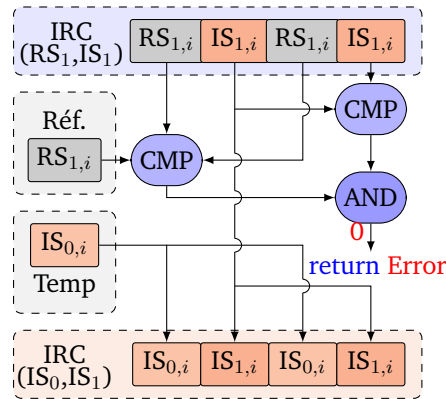 IRC
(RS₁,IS₁)
RS₁,ᵢ IS₁,ᵢ RS₁,ᵢ IS₁,ᵢ
Réf.
RS₁,ᵢ
CMP
CMP
AND
0
return Error
IS₀,ᵢ
Temp
IRC
(IS₀,IS₁)
IS₀,ᵢ IS₁,ᵢ IS₀,ᵢ IS₁,ᵢ